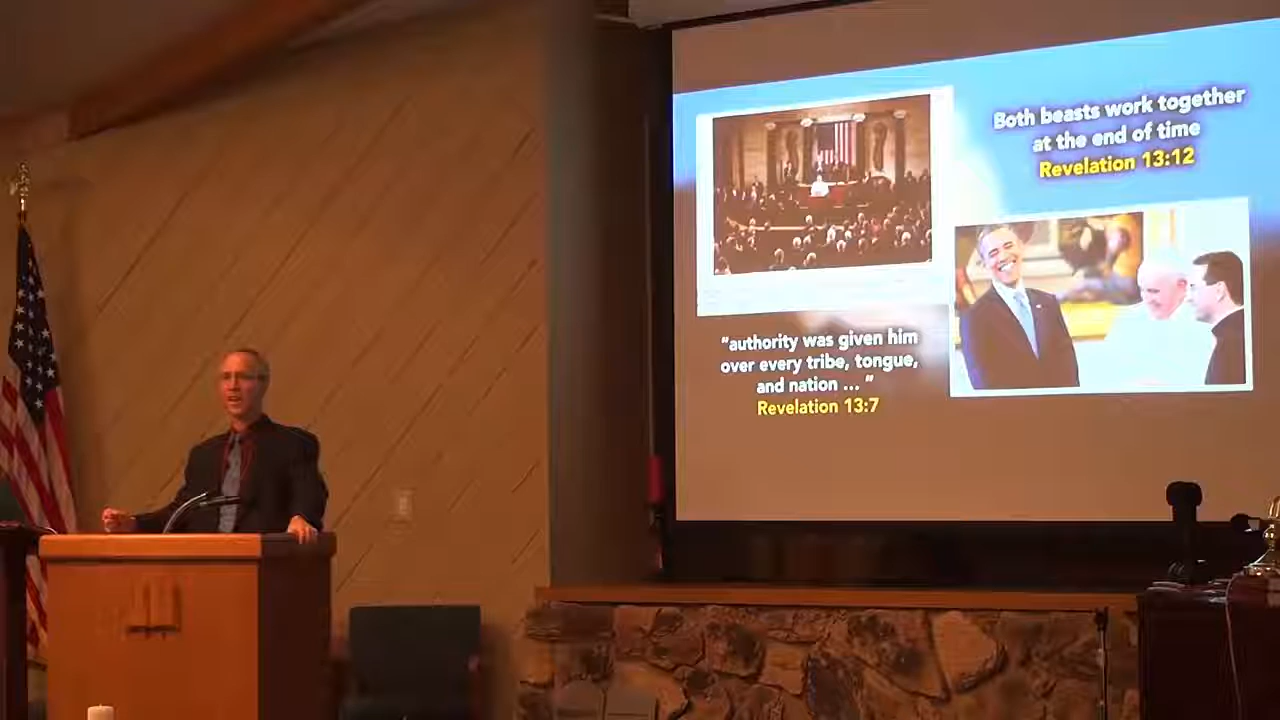 Both beasts work together
at the end of time
Revelation 13:12
"authority was given him
over every tribe, tongue,
and nation ... "
Revelation 13:7